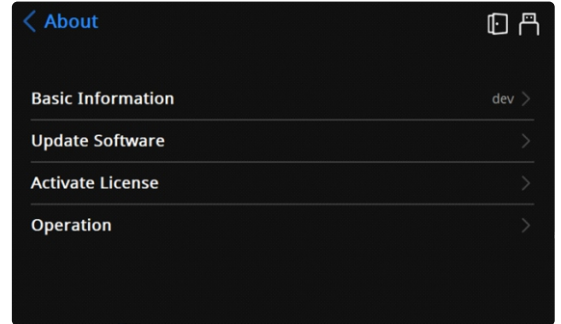 About
Basic Information dev
Update Software
Activate License
Operation